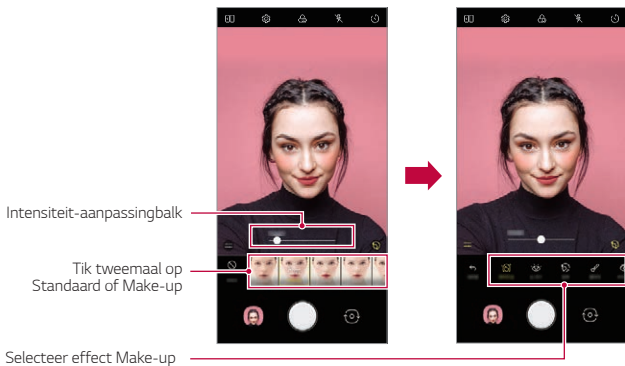 Intensiteit-aanpassingbalk
Tik tweemaal op
Standaard of Make-up
Selecteer effect Make-up